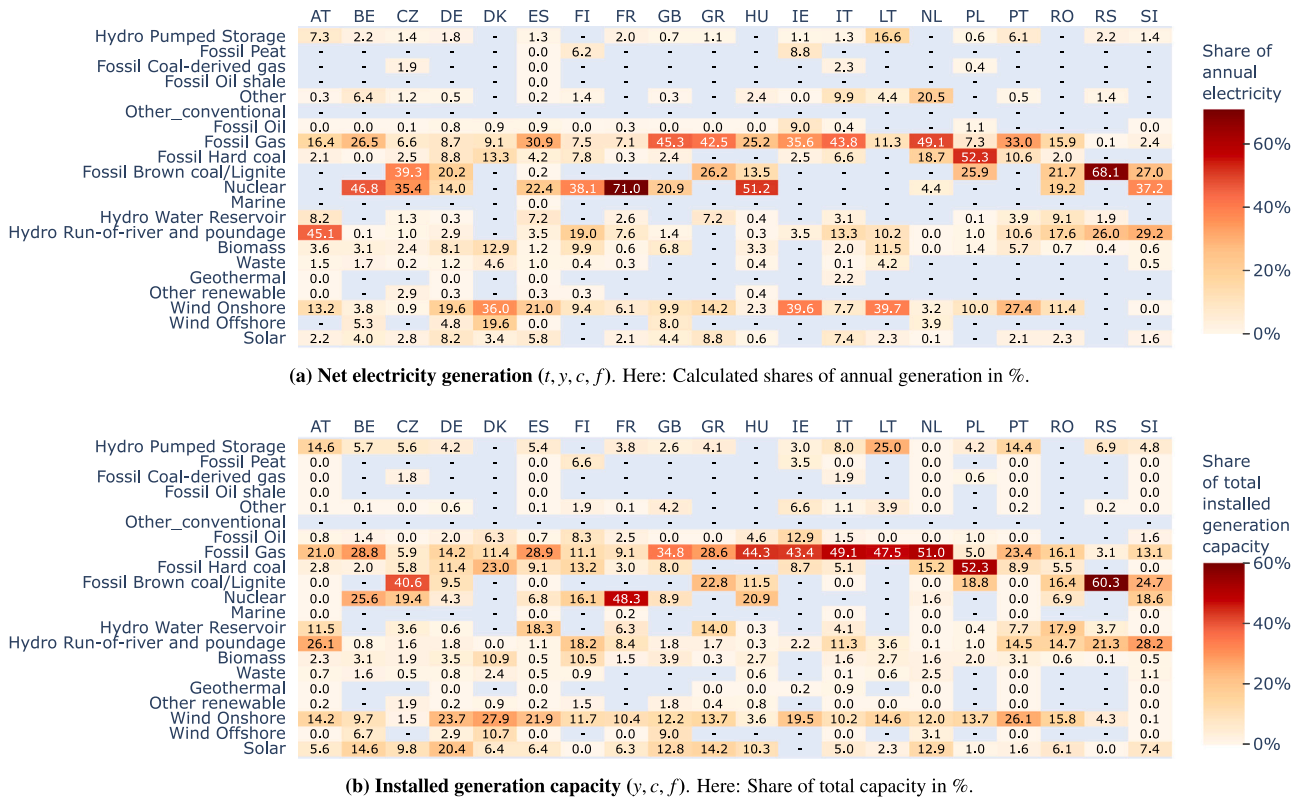 AT BE CZ DE DK ES FI FR GB GR HU IE IT LT NL PL PT RO RS SI
Hydro Pumped Storage 7.3 2.2 1.4 1.8 - 1.3 - 2.0 0.7 1.1 - 1.1 1.3 16.6 - 0.6 6.1 - 2.2 1.4
Fossil Peat - - - - - 0.0 6.2 - - - - 8.8 - - - - - - - -
Fossil Coal-derived gas - - 1.9 - - 0.0 - - - - - - 2.3 - - 0.4 - - - -
Fossil Oil shale - - - - - 0.0 - - - - - - - - - - - - - -
Other 0.3 6.4 1.2 0.5 - 0.2 1.4 - 0.3 - 2.4 0.0 9.9 4.4 20.5 - 0.5 - 1.4 -
Other_conventional - - - - - - - - - - - - - - - - - - - -
Fossil Oil 0.0 0.0 0.1 0.8 0.9 0.9 0.0 0.3 0.0 0.0 0.0 9.0 0.4 - - 1.1 - - - 0.0
Fossil Gas 16.4 26.5 6.6 8.7 9.1 30.9 7.5 7.1 45.3 42.5 25.2 35.6 43.8 11.3 49.1 7.3 33.0 15.9 0.1 2.4
Fossil Hard coal 2.1 0.0 2.5 8.8 13.3 4.2 7.8 0.3 2.4 - - 2.5 6.6 - 18.7 52.3 10.6 2.0 - -
Fossil Brown coal/Lignite - - 39.3 20.2 - 0.2 - - - 26.2 13.5 - - - - 25.9 - 21.7 68.1 27.0
Nuclear - 46.8 35.4 14.0 - 22.4 38.1 71.0 20.9 - 51.2 - - - 4.4 - - 19.2 - 37.2
Marine - - - - - 0.0 - - - - - - - - - - - - - -
Hydro Water Reservoir 8.2 - 1.3 0.3 - 7.2 - 2.6 - 7.2 0.4 - 3.1 - - 0.1 3.9 9.1 1.9 -
Hydro Run-of-river and poundage 45.1 0.4 1.0 2.9 0.0 3.5 19.0 7.6 1.4 - 0.3 3.5 13.3 10.2 0.0 1.0 10.6 17.6 26.0 29.2
Biomass 3.6 3.1 2.4 8.1 12.9 1.2 9.9 0.6 6.8 - 3.3 - 2.0 11.5 0.0 1.4 5.7 0.7 0.4 0.6
Waste 1.5 1.7 0.2 1.2 4.6 1.0 0.4 0.3 - - 0.4 - 0.1 4.2 - - - - - 0.5
Geothermal 0.0 - - 0.0 - 0.0 - - - - - - 2.2 - - - - - - -
Other renewable 0.0 - 2.9 0.3 - 0.3 0.3 - - - 0.4 - - - - - - - - -
Wind Onshore 13.2 3.8 0.9 19.6 36.0 21.0 9.4 6.1 9.9 14.2 2.3 39.6 7.7 39.7 3.2 10.0 27.4 11.4 - 0.0
Wind Offshore - 5.3 - 4.8 19.6 0.0 - - 8.0 - - - - - 3.9 - - - - -
Solar 2.2 4.0 2.8 8.2 3.4 5.8 - 2.1 4.4 8.8 0.6 - 7.4 2.3 0.1 - 2.1 2.3 - 1.6
Share of
annual
electricity
60%
40%
20%
0%
(a) Net electricity generation (t, y, c, f). Here: Calculated shares of annual generation in %.
AT BE CZ DE DK ES FI FR GB GR HU IE IT LT NL PL PT RO RS SI
Hydro Pumped Storage 14.6 5.7 5.6 4.2 - 5.4 - 3.8 2.6 4.1 - 3.0 8.0 25.0 0.0 4.2 14.4 - 6.9 4.8
Fossil Peat 0.0 - - - - 0.0 6.6 - - - - 3.5 - - 0.0 - 0.0 - - 0.0
Fossil Coal-derived gas 0.0 - 1.8 - - 0.0 - - - - - - 1.9 - 0.0 0.6 0.0 - - 0.0
Fossil Oil shale 0.0 - - - - 0.0 - - - - - - - - 0.0 - 0.0 - - 0.0
Other 0.1 0.1 0.0 0.6 - 0.1 1.9 0.1 4.2 - - 6.6 1.1 3.9 0.0 - 0.2 - 0.2 0.0
Other_conventional - - - - - - - - - - - - - - - - - - - -
Fossil Oil 0.8 1.4 0.0 2.0 6.3 0.7 8.3 2.5 0.0 0.0 4.6 12.9 1.5 0.0 0.0 - 0.0 - - 1.6
Fossil Gas 21.0 28.8 5.9 14.2 11.4 28.9 11.1 9.1 34.8 28.6 44.3 43.4 49.1 47.5 51.0 5.0 23.4 16.1 3.1 13.1
Fossil Hard coal 2.8 2.0 5.8 11.4 23.0 9.1 13.2 3.0 8.0 - - 8.7 5.1 - 15.2 52.3 8.9 5.5 - 0.0
Fossil Brown coal/Lignite 0.0 - 40.6 9.5 - 0.0 - - - 22.8 11.5 - 0.0 - 0.0 18.8 0.0 16.4 60.3 24.7
Nuclear 0.0 25.6 19.4 4.3 - 6.8 16.1 48.3 8.9 - 20.9 - - - 1.6 - 0.0 6.9 - 18.6
Marine 0.0 - - - - 0.0 - 0.2 - - - - 0.0 - 0.0 - 0.0 - - 0.0
Hydro Water Reservoir 11.5 - 3.6 0.6 - 18.3 - 6.3 - 14.0 0.3 - 4.1 - 0.0 0.4 7.7 17.9 3.7 0.0
Hydro Run-of-river and poundage 26.1 0.8 1.6 1.8 0.0 1.1 18.2 8.4 1.8 1.7 0.3 2.2 11.3 3.6 0.1 1.0 14.5 14.7 21.3 28.2
Biomass 2.3 3.1 1.9 3.5 10.9 0.5 10.5 1.5 3.9 0.3 2.7 - 1.6 2.7 1.6 2.0 3.1 0.6 0.1 0.5
Waste 0.7 1.6 0.5 0.8 2.4 0.5 0.9 - - - 0.6 - 0.1 0.6 2.5 - 0.0 - - 1.1
Geothermal 0.0 - - 0.0 - 0.0 - - - 0.0 0.0 0.2 0.9 - 0.0 - 0.0 - - 0.0
Other renewable 0.2 - 1.9 0.2 0.9 0.2 1.5 - 1.8 0.4 0.8 - - - 0.0 - 0.0 - - 0.0
Wind Onshore 14.2 9.7 1.5 23.7 27.9 21.9 11.7 10.4 12.2 13.7 3.6 19.5 10.2 14.6 12.0 13.7 26.1 15.8 4.3 0.1
Wind Offshore 0.0 6.7 - 2.9 10.7 0.0 - - 9.0 - - - - - 3.1 - 0.0 - - 0.0
Solar 5.6 14.6 9.8 20.4 6.4 6.4 0.0 6.3 12.8 14.2 10.3 - 5.0 2.3 12.9 1.0 1.6 6.1 0.0 7.4
Share
of total
installed
generation
capacity
60%
40%
20%
0%
(b) Installed generation capacity (y, c, f). Here: Share of total capacity in %.